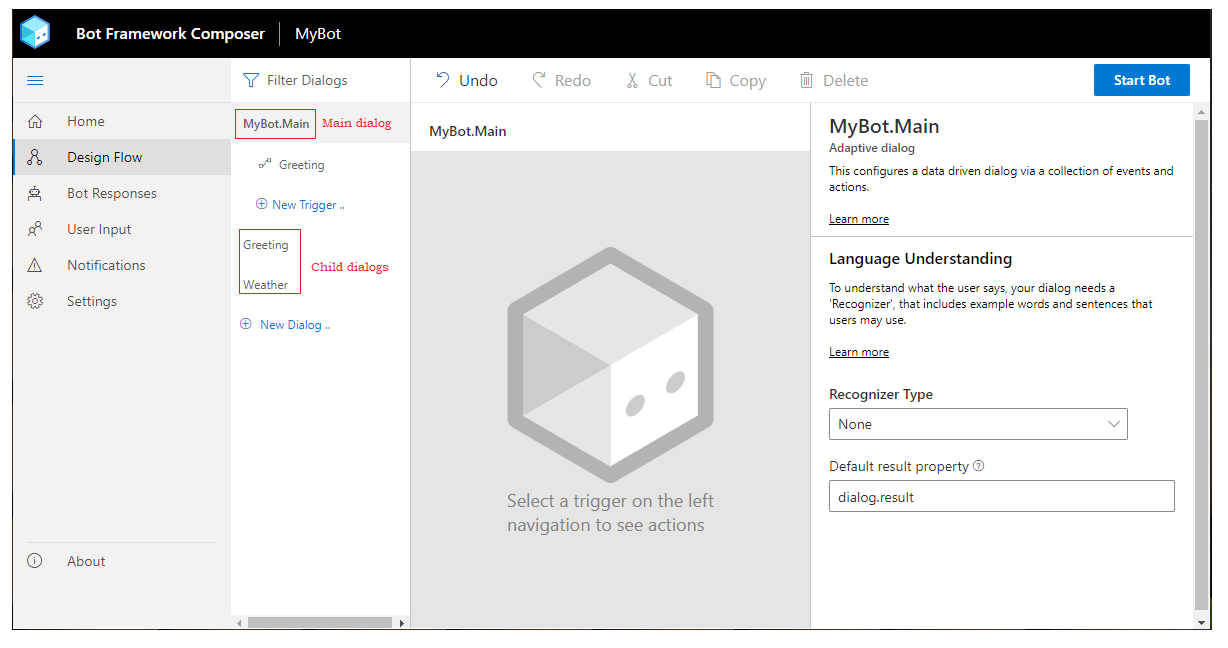 Bot Framework Composer
MyBot
Filter Dialogs
Undo
Redo
Cut
Copy
Delete
Start Bot
Home
Design Flow
Bot Responses
User Input
Notifications
Settings
About
MyBot.Main
Main dialog
Greeting
New Trigger ..
Greeting
Child dialogs
Weather
New Dialog ..
MyBot.Main
Select a trigger on the left
navigation to see actions
MyBot.Main
Adaptive dialog
This configures a data driven dialog via a collection of events and
actions.
Learn more
Language Understanding
To understand what the user says, your dialog needs a
'Recognizer', that includes example words and sentences that
users may use.
Learn more
Recognizer Type
None
Default result property
dialog.result